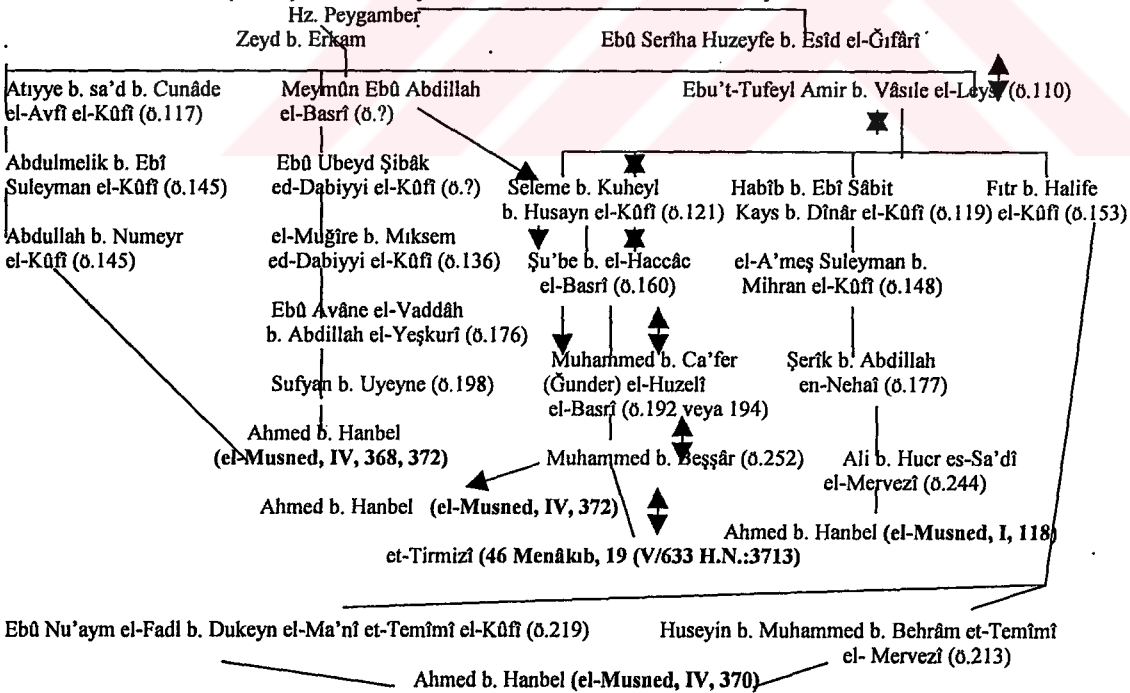 Hz. Peygamber
Zeyd b. Erkam
Ebû Serîha Huzeyfe b. Esîd el-Ğıfârî
Atıyye b. sa'd b. Cunâde
el-Avfî el-Kûfî (ö.117)
Meymûn Ebû Abdillah
el-Basrî (ö.?)
Ebu't-Tufeyl Amir b. Vâsıle el-Leysî (ö.110)
Abdulmelik b. Ebî
Suleyman el-Kûfî (ö.145)
Ebû Ubeyd Şibâk
ed-Dabiyyi el-Kûfî (ö.?)
Seleme b. Kuheyl
b. Husayn el-Kûfî (ö.121)
Habîb b. Ebî Sâbit
Kays b. Dînâr el-Kûfî (ö.119)
Fıtr b. Halife
el-Kûfî (ö.153)
Abdullah b. Numeyr
el-Kûfî (ö.145)
el-Muğîre b. Mıksem
ed-Dabiyyi el-Kûfî (ö.136)
Şu'be b. el-Haccâc
el-Basrî (ö.160)
el-A'meş Suleyman b.
Mihran el-Kûfî (ö.148)
Ebû Avâne el-Vaddâh
b. Abdillah el-Yeşkurî (ö.176)
Muhammed b. Ca'fer
(Ğunder) el-Huzelî
el-Basrî (ö.192 veya 194)
Şerîk b. Abdillah
en-Nehaî (ö.177)
Sufyan b. Uyeyne (ö.198)
Ahmed b. Hanbel
(el-Musned, IV, 368, 372)
Muhammed b. Beşşâr (ö.252)
Ali b. Hucr es-Sa'dî
el-Mervezî (ö.244)
Ahmed b. Hanbel (el-Musned, IV, 372)
Ahmed b. Hanbel (el-Musned, I, 118)
et-Tirmizî (46 Menâkıb, 19 (V/633 H.N.:3713)
Ebû Nu'aym el-Fadl b. Dukeyn el-Ma'nî et-Temîmî el-Kûfî (ö.219)
Huseyin b. Muhammed b. Behrâm et-Temîmî
el- Mervezî (ö.213)
Ahmed b. Hanbel (el-Musned, IV, 370)